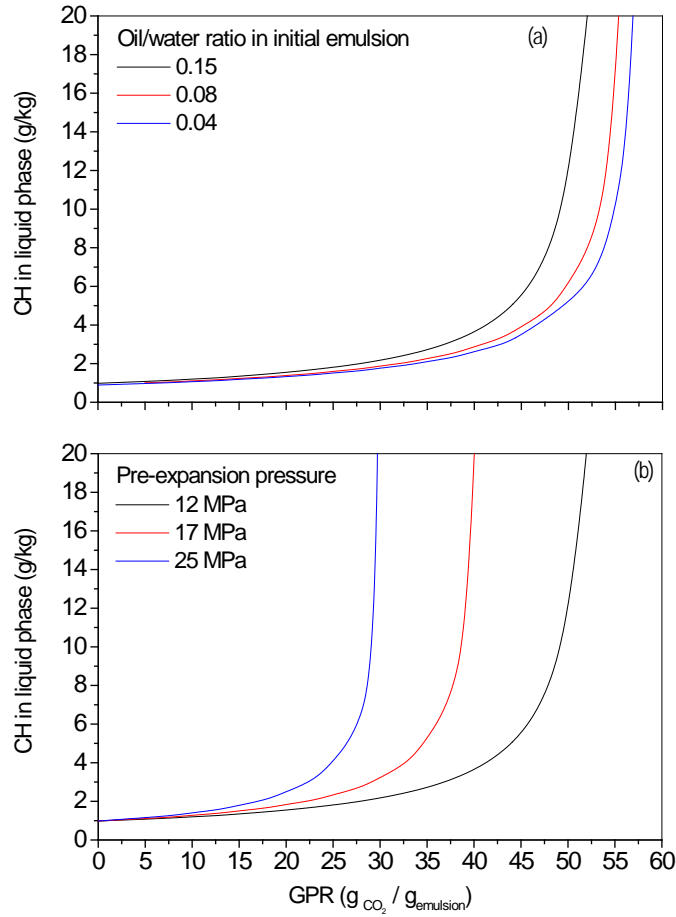 20
18
16
14
12
10
8
6
4
2
0
CH in liquid phase (g/kg)
Oil/water ratio in initial emulsion
0.15
0.08
0.04
(a)
20
18
16
14
12
10
8
6
4
2
0
CH in liquid phase (g/kg)
Pre-expansion pressure
12 MPa
17 MPa
25 MPa
(b)
0 5 10 15 20 25 30 35 40 45 50 55 60
GPR (g CO₂ / g emulsion)